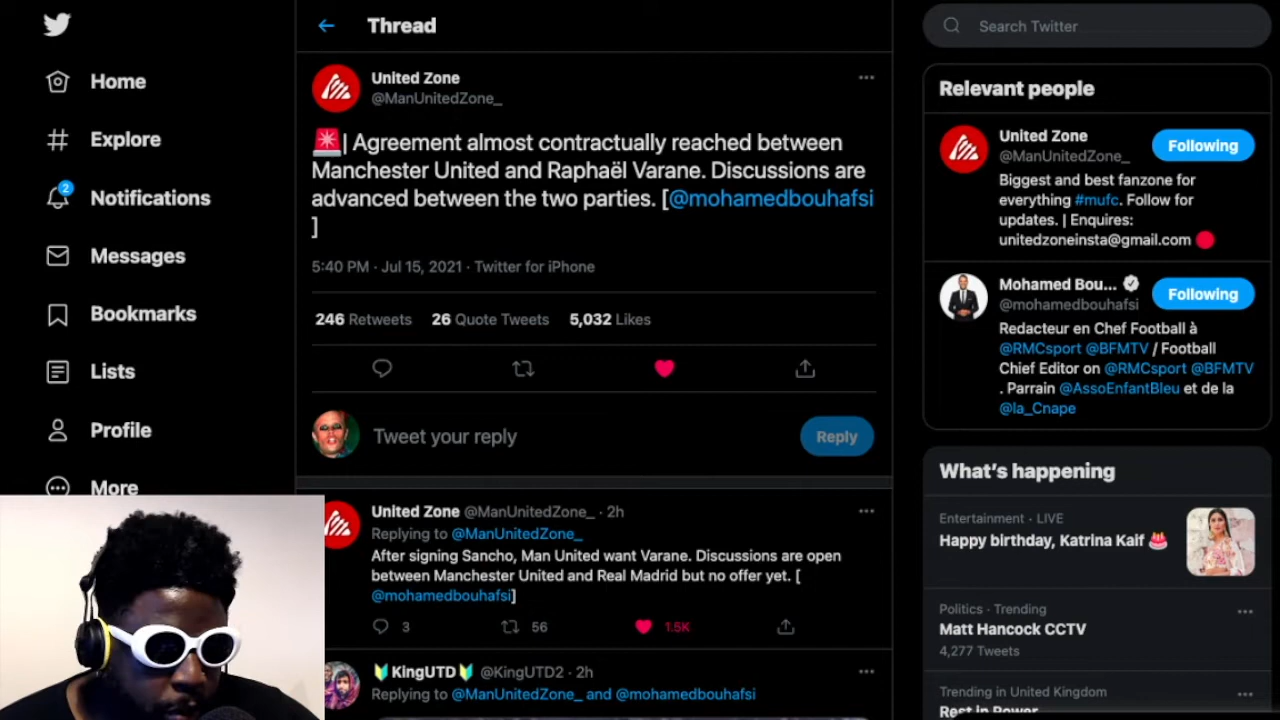 Home
Explore
2
Notifications
Messages
Bookmarks
Lists
Profile
More
Thread
United Zone
@ManUnitedZone_
🚨| Agreement almost contractually reached between
Manchester United and Raphaël Varane. Discussions are
advanced between the two parties. [@mohamedbouhafsi
]
5:40 PM · Jul 15, 2021 · Twitter for iPhone
246 Retweets 26 Quote Tweets 5,032 Likes
Tweet your reply
Reply
United Zone @ManUnitedZone_ · 2h
Replying to @ManUnitedZone_
After signing Sancho, Man United want Varane. Discussions are open
between Manchester United and Real Madrid but no offer yet. [
@mohamedbouhafsi]
3 56 1.5K
🔰KingUTD🔰 @KingUTD2 · 2h
Replying to @ManUnitedZone_ and @mohamedbouhafsi
Search Twitter
Relevant people
United Zone
@ManUnitedZone_
Following
Biggest and best fanzone for
everything #mufc. Follow for
updates. | Enquires:
unitedzoneinsta@gmail.com 🔴
Mohamed Bou...
@mohamedbouhafsi
Following
Redacteur en Chef Football à
@RMCsport @BFMTV / Football
Chief Editor on @RMCsport @BFMTV
. Parrain @AssoEnfantBleu et de la
@la_Cnape
What's happening
Entertainment · LIVE
Happy birthday, Katrina Kaif 🎂
Politics · Trending
Matt Hancock CCTV
4,277 Tweets
Trending in United Kingdom
Rest in Power